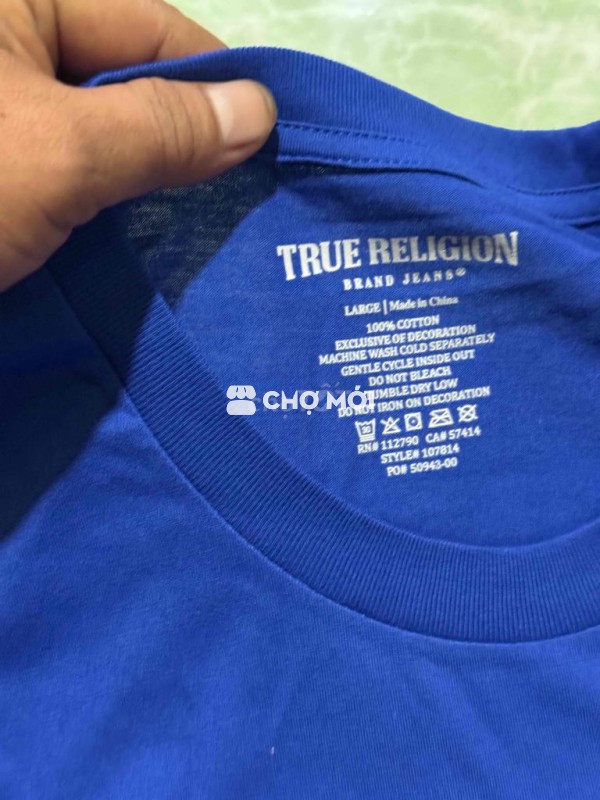 TRUE RELIGION
BRAND JEANS®
LARGE | Made in China
100% COTTON
EXCLUSIVE OF DECORATION
MACHINE WASH COLD SEPARATELY
GENTLE CYCLE INSIDE OUT
DO NOT BLEACH
TUMBLE DRY LOW
CHỢ MỚI
DO NOT IRON ON DECORATION
30
RN# 112790 CA# 57414
STYLE# 107814
PO# 50943-00